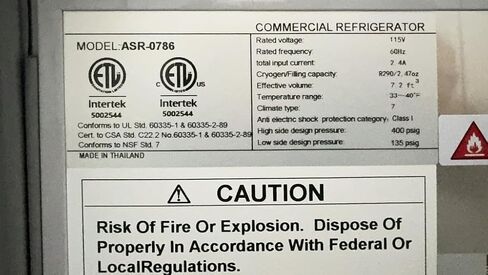 COMMERCIAL REFRIGERATOR
MODEL: ASR-0786
ETL ETL
C US
Intertek Intertek
5002544 5002544
Conforms to UL Std. 60335-1 & 60335-2-89
Cert. to CSA Std. C22.2 No.60335-1 & 60335-2-89
Conforms to NSF Std. 7
MADE IN THAILAND
Rated voltage: 115V
Rated frequency: 60Hz
Total input current: 2.4A
Cryogen/Filling capacity: R290/2.47oz
Effective volume: 7.2 ft³
Temperature range: 33—40°F
Climate type: 7
Anti electric shock protection category: Class I
High side design pressure: 400 psig
Low side design pressure: 135 psig
CAUTION
Risk Of Fire Or Explosion. Dispose Of
Properly In Accordance With Federal Or
LocalRegulations.